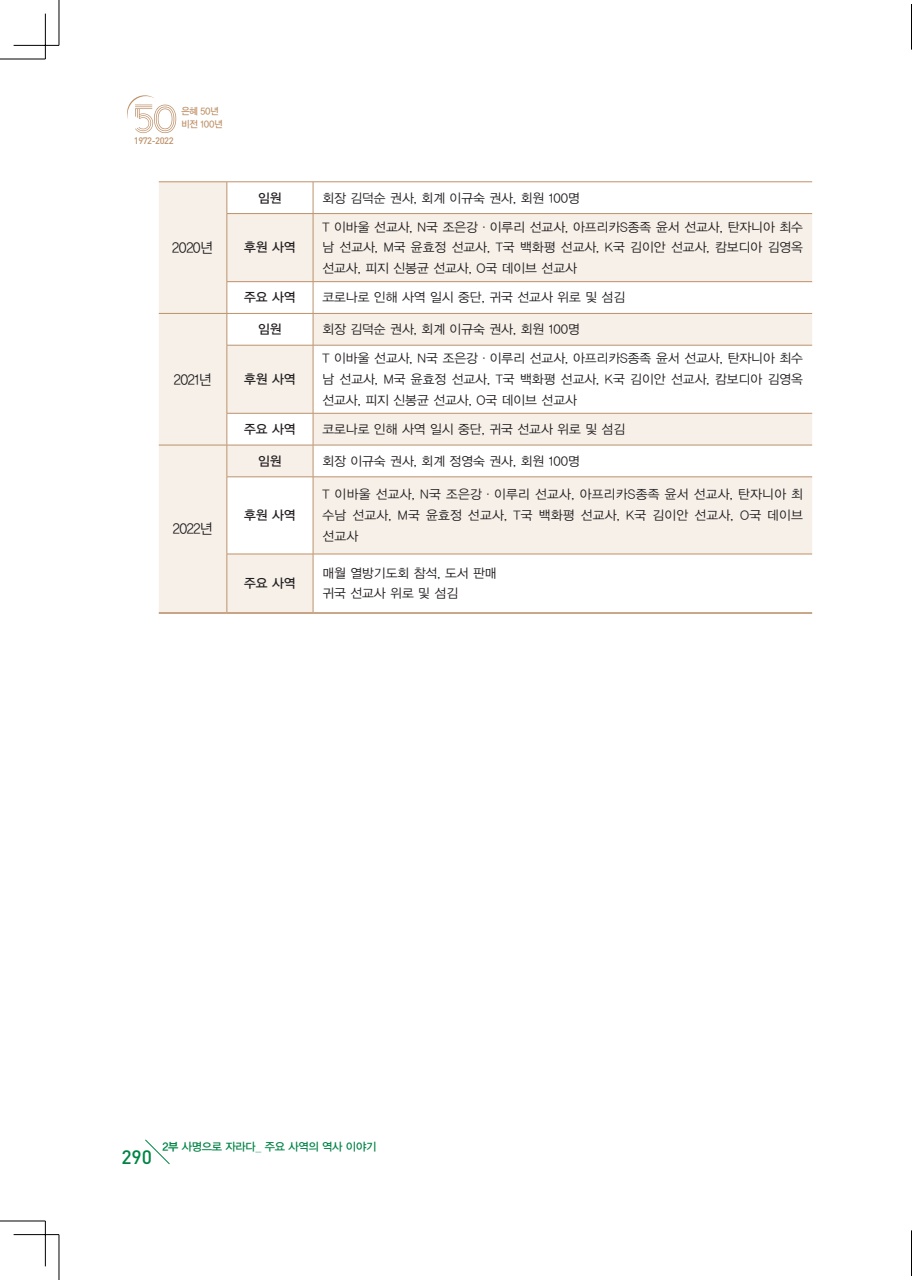 50
은혜 50년
비전 100년
1972-2022
임원
회장 김덕순 권사, 회계 이규숙 권사, 회원 100명
2020년
후원 사역
T 이바울 선교사, N국 조은강 · 이루리 선교사, 아프리카S종족 윤서 선교사, 탄자니아 최수
남 선교사, M국 윤효정 선교사, T국 백화평 선교사, K국 김이안 선교사, 캄보디아 김영옥
선교사, 피지 신봉균 선교사, O국 데이브 선교사
주요 사역
코로나로 인해 사역 일시 중단, 귀국 선교사 위로 및 섬김
임원
회장 김덕순 권사, 회계 이규숙 권사, 회원 100명
2021년
후원 사역
T 이바울 선교사, N국 조은강 · 이루리 선교사, 아프리카S종족 윤서 선교사, 탄자니아 최수
남 선교사, M국 윤효정 선교사, T국 백화평 선교사, K국 김이안 선교사, 캄보디아 김영옥
선교사, 피지 신봉균 선교사, O국 데이브 선교사
주요 사역
코로나로 인해 사역 일시 중단, 귀국 선교사 위로 및 섬김
임원
회장 이규숙 권사, 회계 정영숙 권사, 회원 100명
2022년
후원 사역
T 이바울 선교사, N국 조은강 · 이루리 선교사, 아프리카S종족 윤서 선교사, 탄자니아 최
수남 선교사, M국 윤효정 선교사, T국 백화평 선교사, K국 김이안 선교사, O국 데이브
선교사
주요 사역
매월 열방기도회 참석, 도서 판매
귀국 선교사 위로 및 섬김
290 2부 사명으로 자라다_ 주요 사역의 역사 이야기